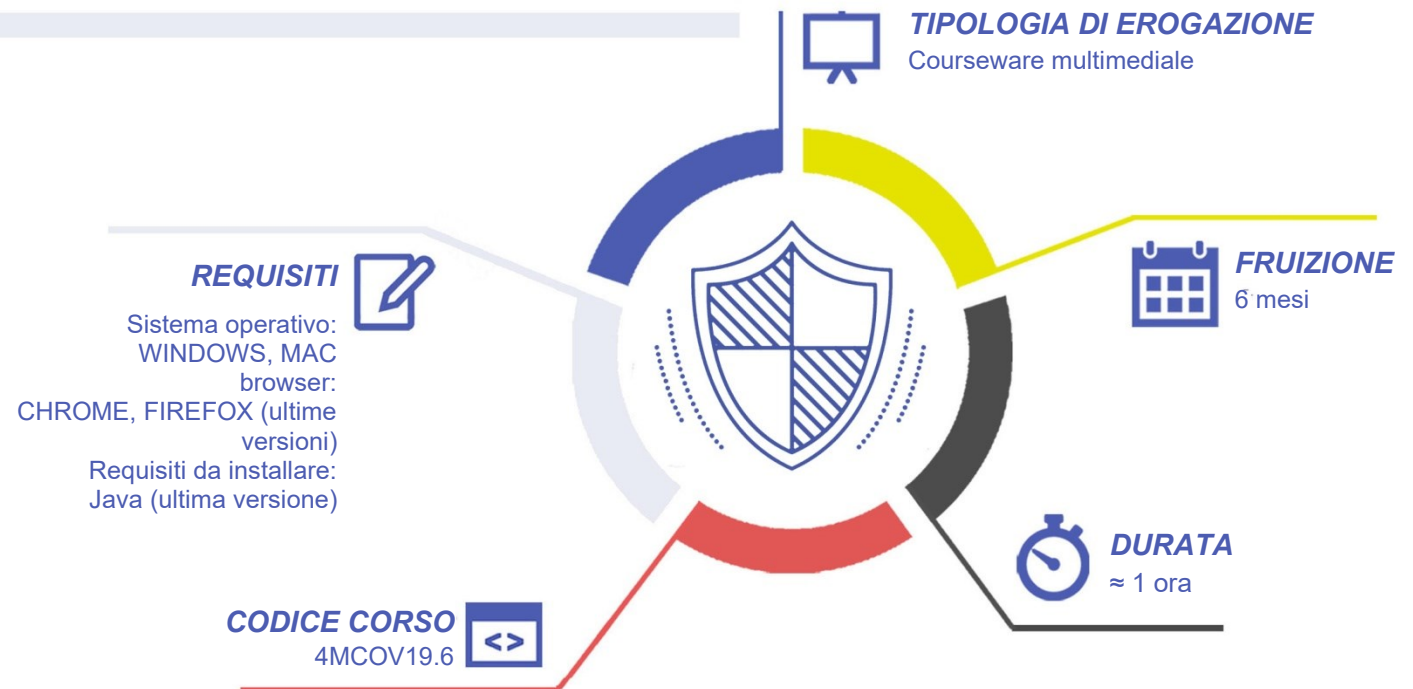 TIPOLOGIA DI EROGAZIONE
Courseware multimediale
REQUISITI
Sistema operativo:
WINDOWS, MAC
browser:
CHROME, FIREFOX (ultime
versioni)
Requisiti da installare:
Java (ultima versione)
FRUIZIONE
6 mesi
DURATA
≈ 1 ora
CODICE CORSO
4MCOV19.6
<>